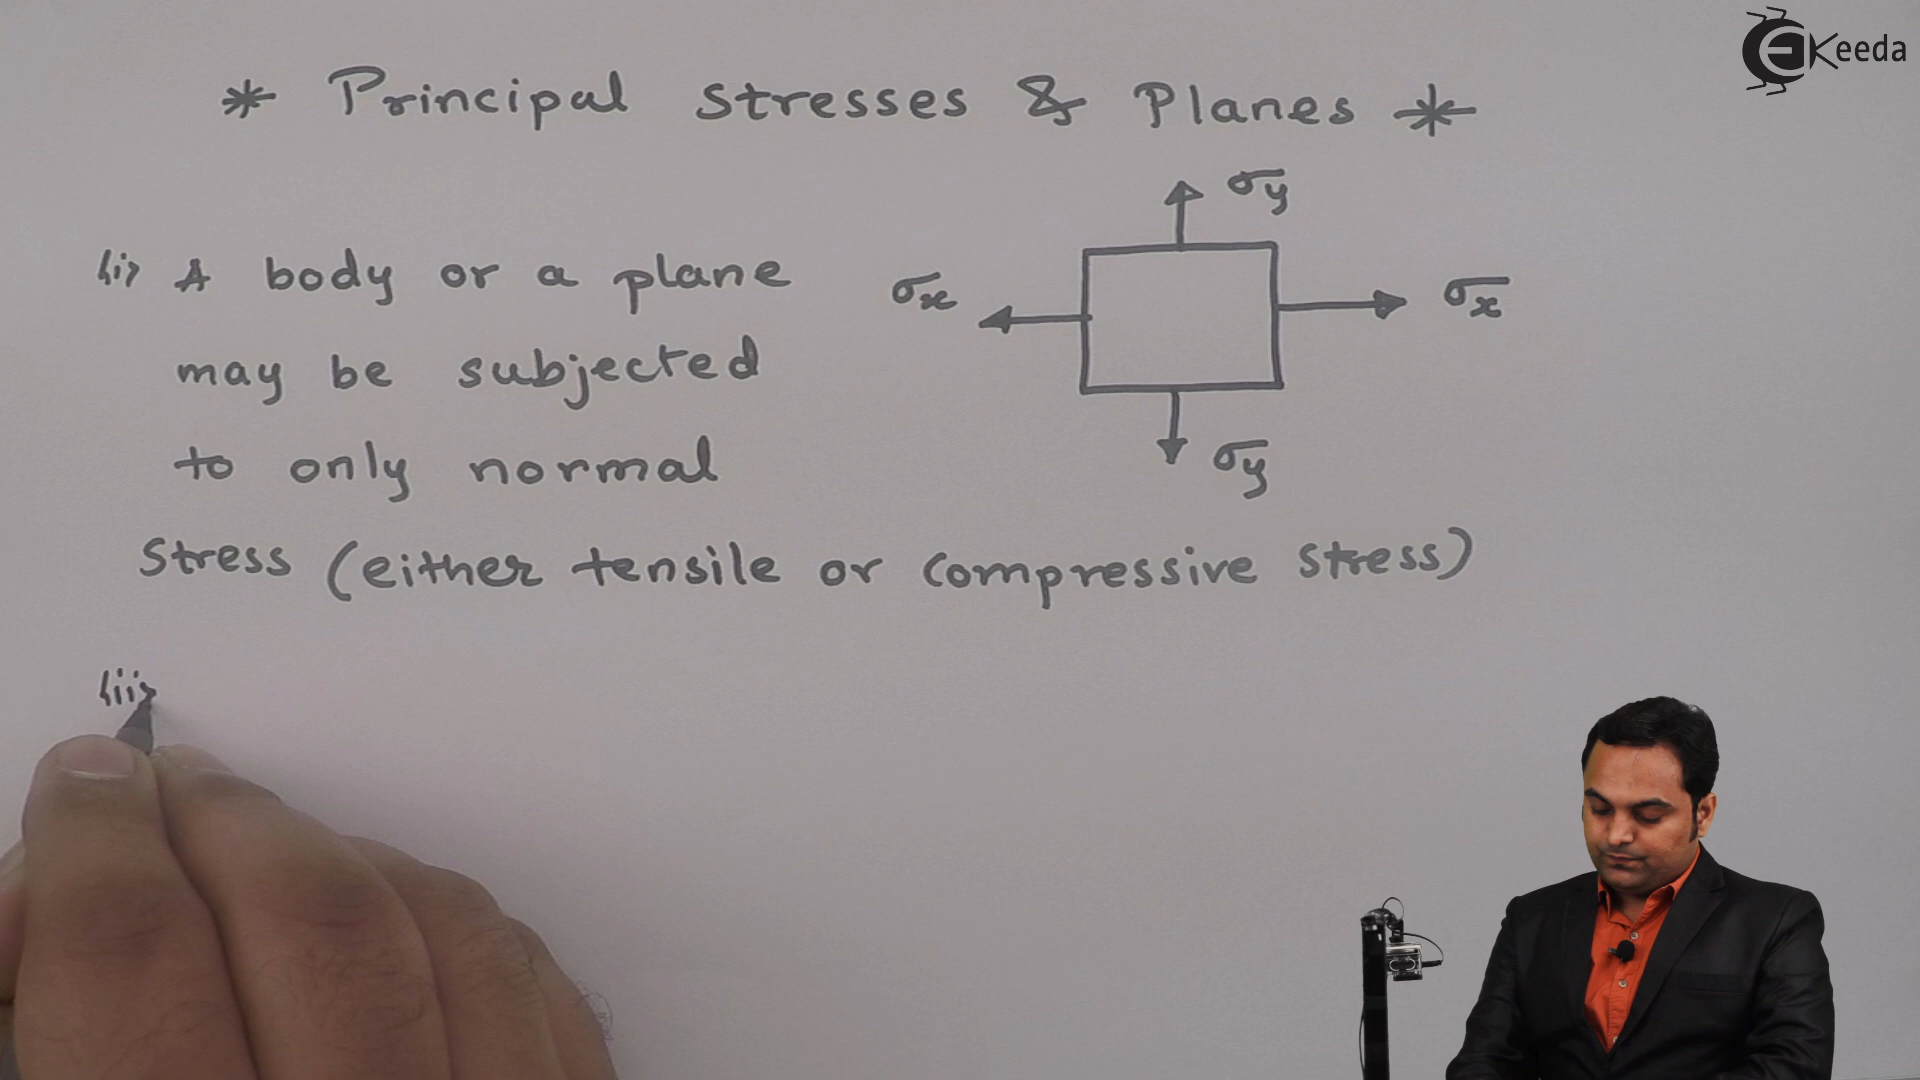 Keeda
* Principal Stresses & Planes *
σy
(i) A body or a plane
σx
σx
may be subjected
to only normal
σy
Stress (either tensile or compressive stress)
(ii)